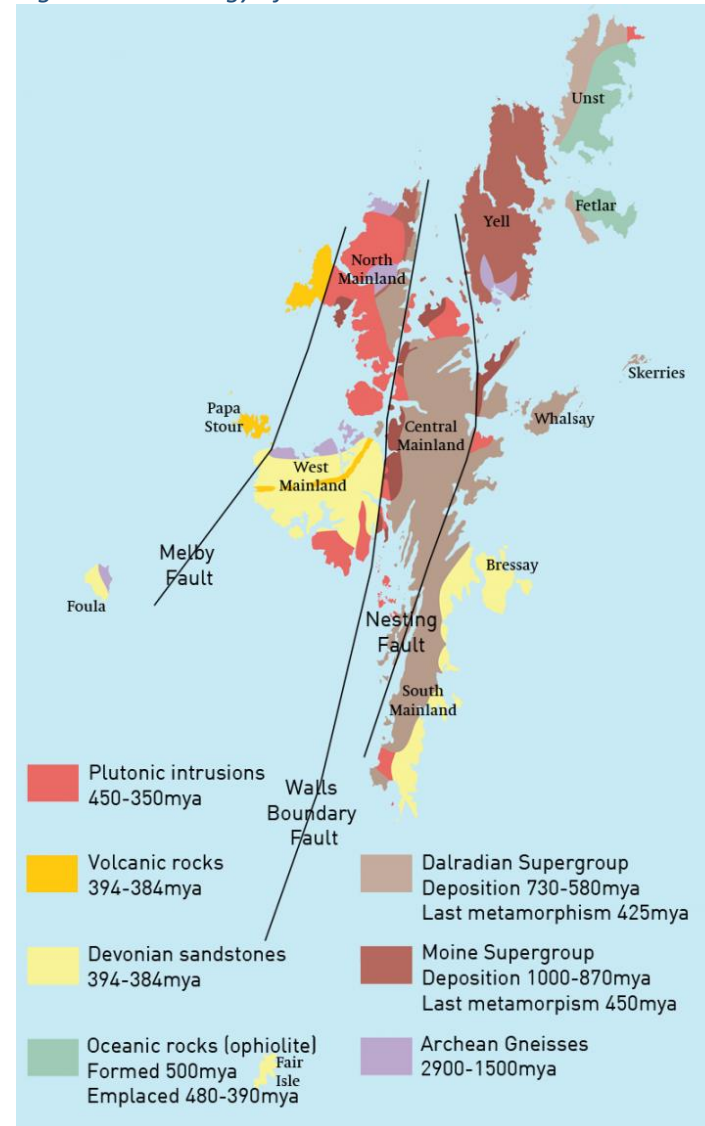 Unst
Fetlar
Yell
North
Mainland
Skerries
Papa
Stour
Whalsay
Central
Mainland
West
Mainland
Melby
Fault
Bressay
Foula
Nesting
Fault
South
Mainland
Walls
Boundary
Fault
Plutonic intrusions
450-350mya
Volcanic rocks
394-384mya
Devonian sandstones
394-384mya
Oceanic rocks (ophiolite)
Formed 500mya
Emplaced 480-390mya
Fair
Isle
Dalradian Supergroup
Deposition 730-580mya
Last metamorphism 425mya
Moine Supergroup
Deposition 1000-870mya
Last metamorpism 450mya
Archean Gneisses
2900-1500mya